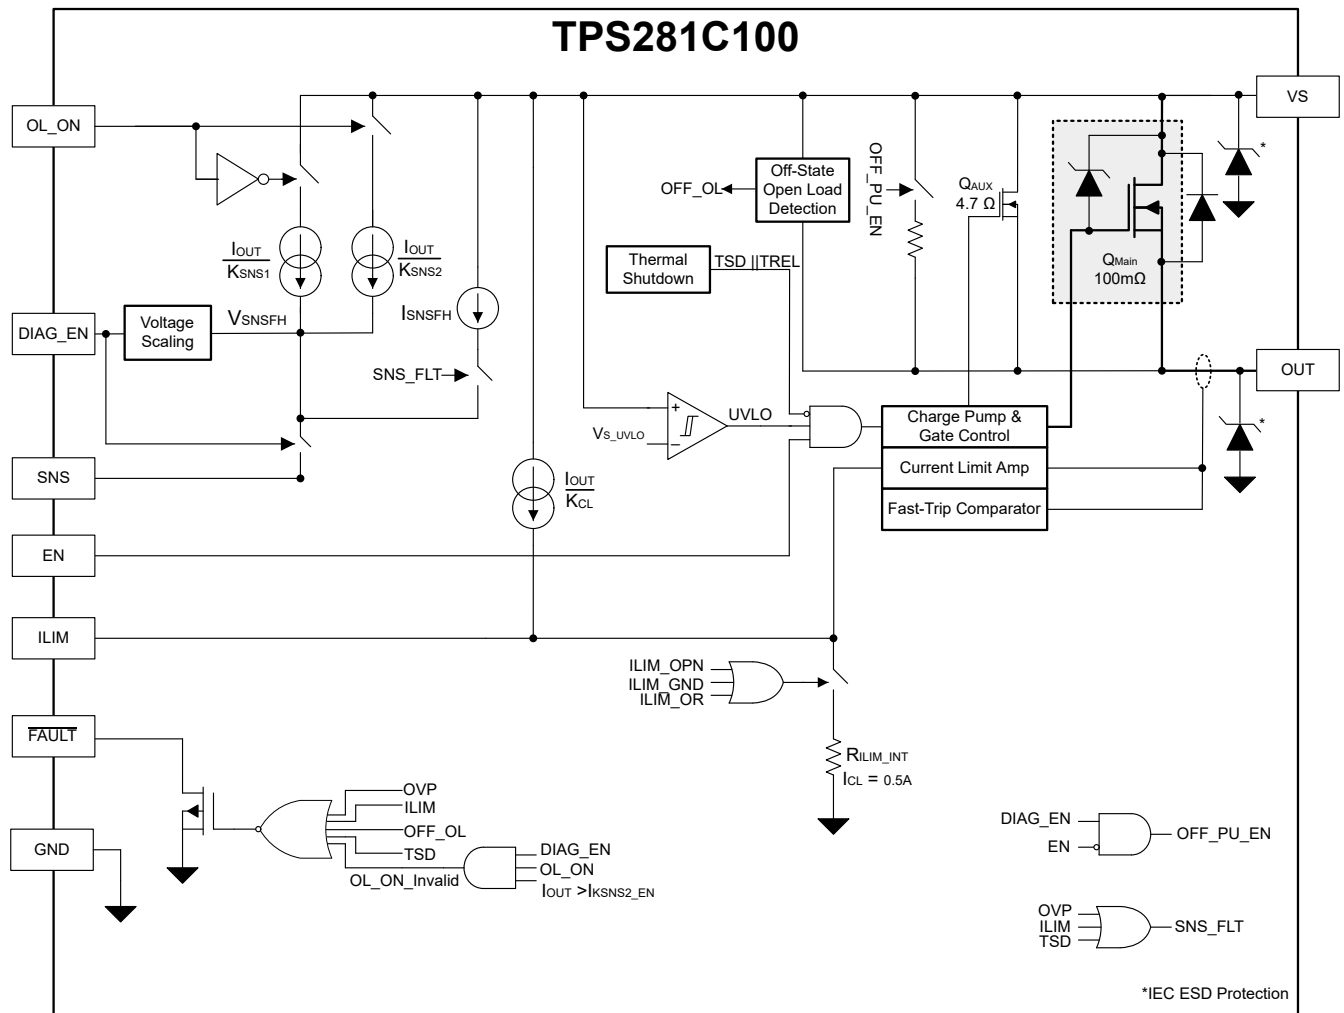 TPS281C100
VS
OL_ON
OFF_PU_EN
Off-State
Open Load
Detection
OFF_OL
QAUX
4.7 Ω
*
IOUT
KSNS1
IOUT
KSNS2
Thermal
Shutdown
TSD ||TREL
QMain
100mΩ
DIAG_EN
Voltage
Scaling
VSNSFH
ISNSFH
SNS_FLT
OUT
*
+
VS_UVLO
−
UVLO
Charge Pump &
Gate Control
Current Limit Amp
Fast-Trip Comparator
SNS
IOUT
KCL
EN
ILIM
ILIM_OPN
ILIM_GND
ILIM_OR
RILIM_INT
ICL = 0.5A
FAULT
OVP
ILIM
OFF_OL
TSD
OL_ON_Invalid
DIAG_EN
OL_ON
IOUT >IKSNS2_EN
GND
DIAG_EN
EN
OFF_PU_EN
OVP
ILIM
TSD
SNS_FLT
*IEC ESD Protection